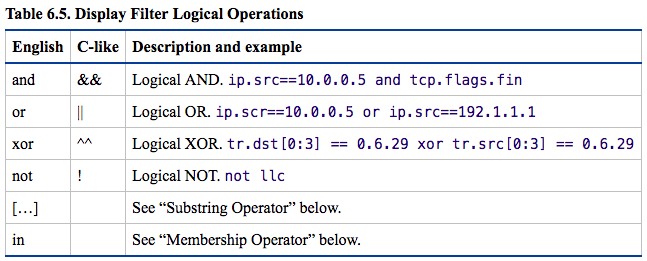 Table 6.5. Display Filter Logical Operations
English C-like Description and example
and && Logical AND. ip.src==10.0.0.5 and tcp.flags.fin
or || Logical OR. ip.scr==10.0.0.5 or ip.src==192.1.1.1
xor ^^ Logical XOR. tr.dst[0:3] == 0.6.29 xor tr.src[0:3] == 0.6.29
not ! Logical NOT. not llc
[…] See “Substring Operator” below.
in See “Membership Operator” below.